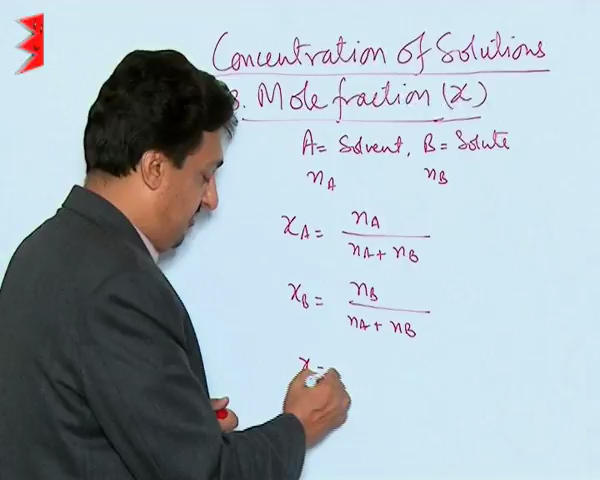 Concentration of Solutions
3. Mole fraction (x)
A = Solvent, B = Solute
nA nB
xA = nA / nA + nB
xB = nB / nA + nB
x